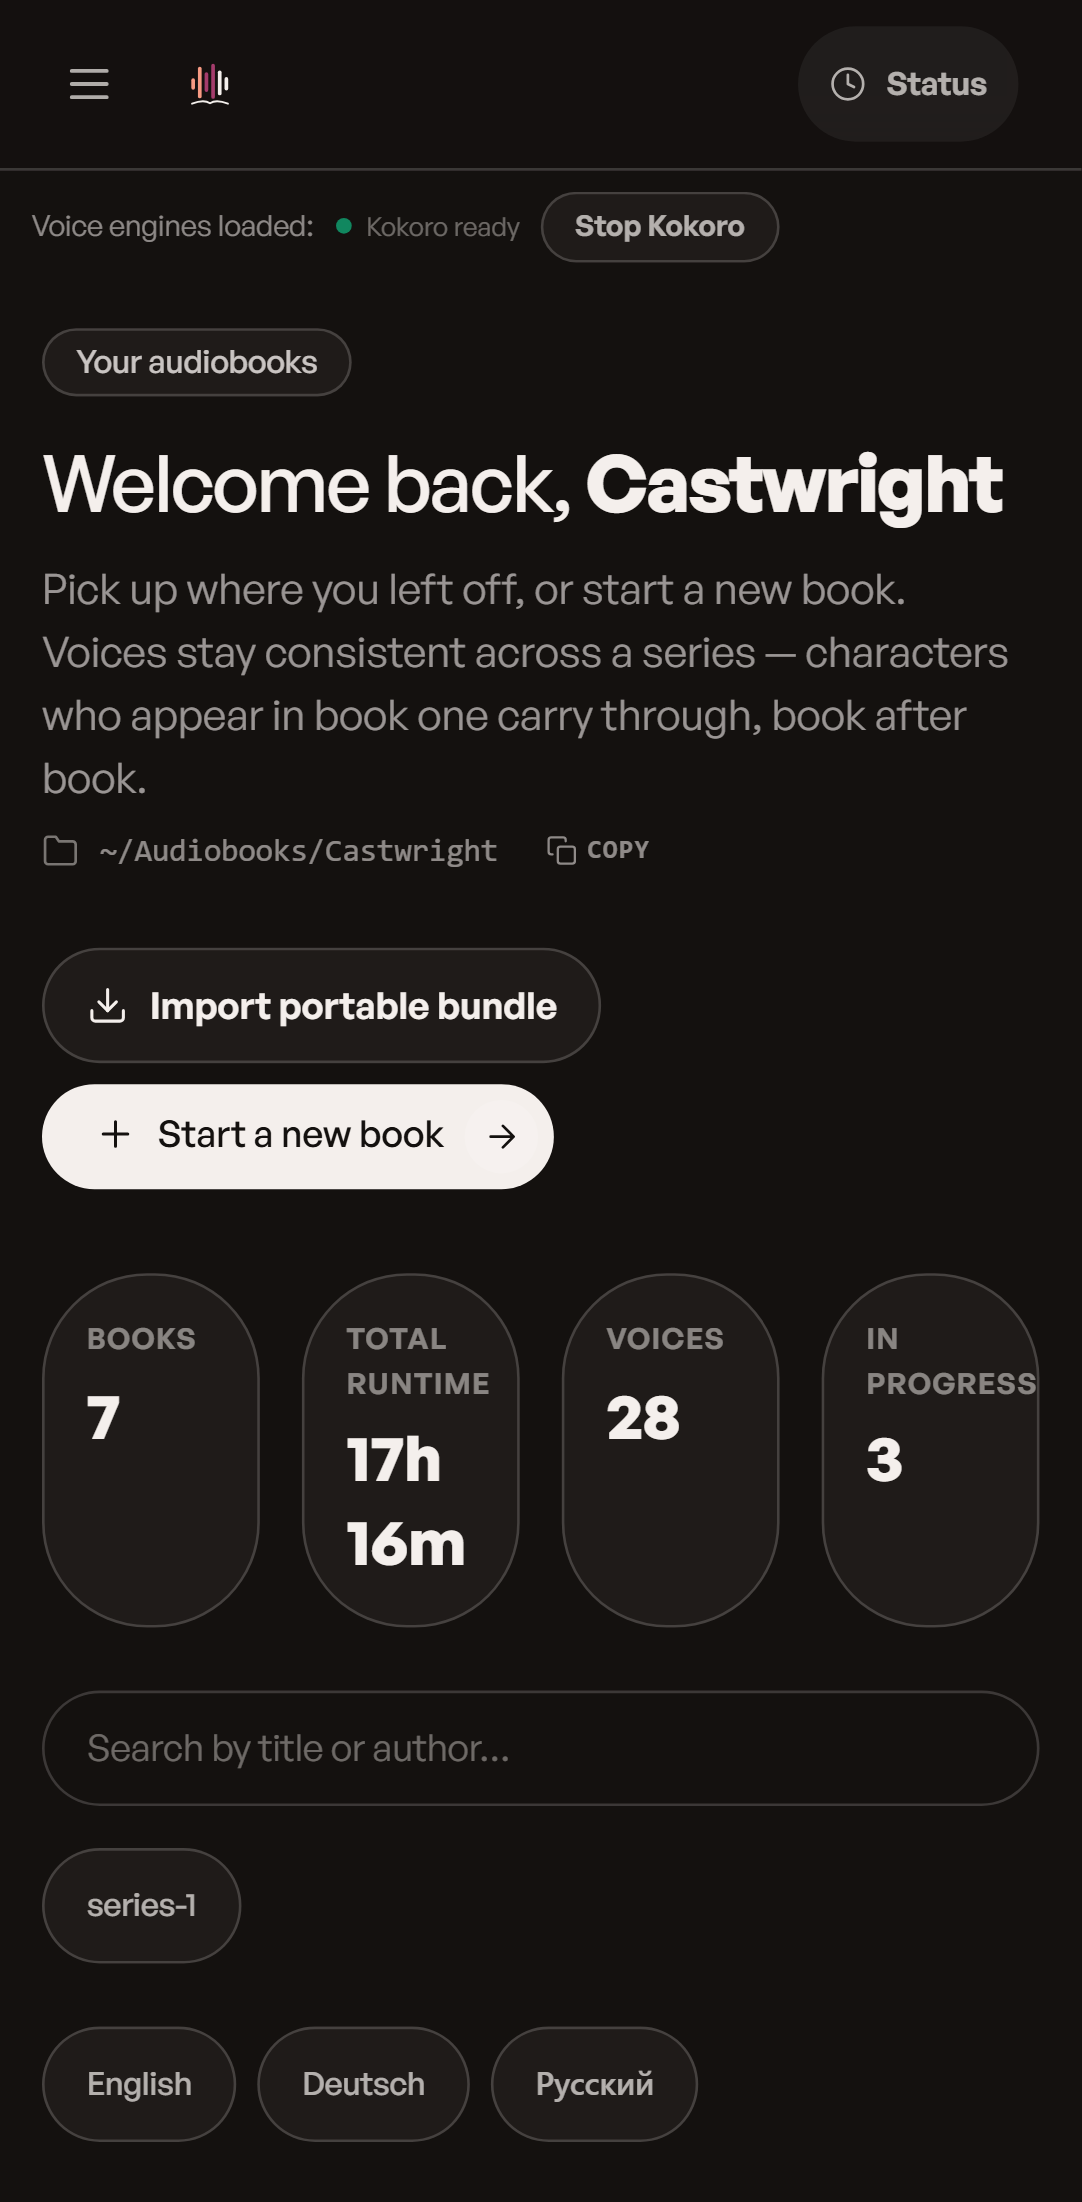 Status
Voice engines loaded: Kokoro ready Stop Kokoro
Your audiobooks
Welcome back, Castwright
Pick up where you left off, or start a new book.
Voices stay consistent across a series — characters
who appear in book one carry through, book after
book.
~/Audiobooks/Castwright COPY
Import portable bundle
Start a new book
BOOKS
7
TOTAL
RUNTIME
17h
16m
VOICES
28
IN
PROGRESS
3
Search by title or author...
series-1
English Deutsch Русский